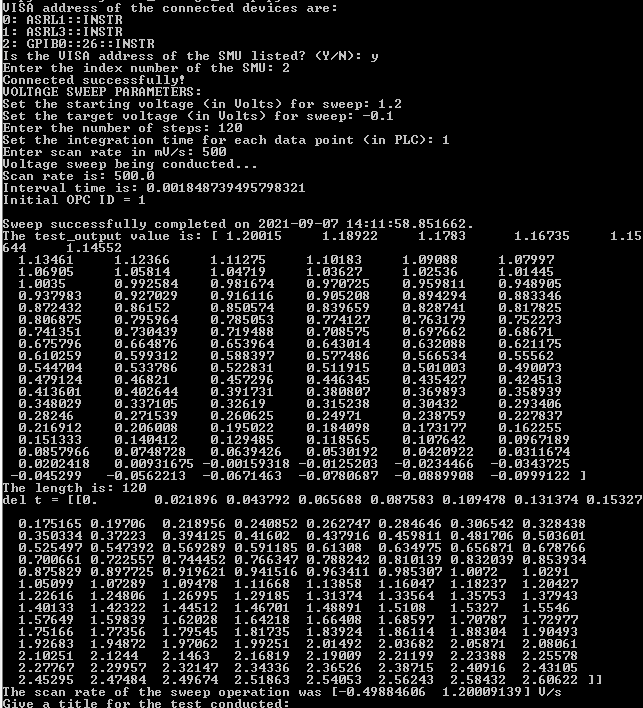 VISA address of the connected devices are:
0: ASRL1::INSTR
1: ASRL3::INSTR
2: GPIB0::26::INSTR
Is the VISA address of the SMU listed? (Y/N): y
Enter the index number of the SMU: 2
Connected successfully!
VOLTAGE SWEEP PARAMETERS:
Set the starting voltage (in Volts) for sweep: 1.2
Set the target voltage (in Volts) for sweep: -0.1
Enter the number of steps: 120
Set the integration time for each data point (in PLC): 1
Enter scan rate in mV/s: 500
Voltage sweep being conducted...
Scan rate is: 500.0
Interval time is: 0.001848739495798321
Initial OPC ID = 1
Sweep successfully completed on 2021-09-07 14:11:58.851662.
The test_output value is: [ 1.20015 1.18922 1.1783 1.16735 1.15
644 1.14552
1.13461 1.12366 1.11275 1.10183 1.09088 1.07997
1.06905 1.05814 1.04719 1.03627 1.02536 1.01445
1.0035 0.992584 0.981674 0.970725 0.959811 0.948905
0.937983 0.927029 0.916116 0.905208 0.894294 0.883346
0.872432 0.86152 0.850574 0.839659 0.828741 0.817825
0.806875 0.795964 0.785053 0.774127 0.763179 0.752273
0.741351 0.730439 0.719488 0.708575 0.697662 0.68671
0.675796 0.664876 0.653964 0.643014 0.632088 0.621175
0.610259 0.599312 0.588397 0.577486 0.566534 0.55562
0.544704 0.533786 0.522831 0.511915 0.501003 0.490073
0.479124 0.46821 0.457296 0.446345 0.435427 0.424513
0.413601 0.402644 0.391731 0.380807 0.369893 0.358939
0.348029 0.337105 0.32619 0.315238 0.30432 0.293406
0.28246 0.271539 0.260625 0.24971 0.238759 0.227837
0.216912 0.206008 0.195022 0.184098 0.173177 0.162255
0.151333 0.140412 0.129485 0.118565 0.107642 0.0967189
0.0857966 0.0748728 0.0639426 0.0530192 0.0420922 0.0311674
0.0202418 0.00931675 -0.00159318 -0.0125203 -0.0234466 -0.0343725
-0.045299 -0.0562213 -0.0671463 -0.0780687 -0.0889908 -0.0999122 ]
The length is: 120
del t = [[0. 0.021896 0.043792 0.065688 0.087583 0.109478 0.131374 0.15327
0.175165 0.19706 0.218956 0.240852 0.262747 0.284646 0.306542 0.328438
0.350334 0.37223 0.394125 0.41602 0.437916 0.459811 0.481706 0.503601
0.525497 0.547392 0.569289 0.591185 0.61308 0.634975 0.656871 0.678766
0.700661 0.722557 0.744452 0.766347 0.788242 0.810139 0.832039 0.853934
0.875829 0.897725 0.919621 0.941516 0.963411 0.985307 1.0072 1.0291
1.05099 1.07289 1.09478 1.11668 1.13858 1.16047 1.18237 1.20427
1.22616 1.24806 1.26995 1.29185 1.31374 1.33564 1.35753 1.37943
1.40133 1.42322 1.44512 1.46701 1.48891 1.5108 1.5327 1.5546
1.57649 1.59839 1.62028 1.64218 1.66408 1.68597 1.70787 1.72977
1.75166 1.77356 1.79545 1.81735 1.83924 1.86114 1.88304 1.90493
1.92683 1.94872 1.97062 1.99251 2.01492 2.03682 2.05871 2.08061
2.10251 2.1244 2.1463 2.16819 2.19009 2.21199 2.23388 2.25578
2.27767 2.29957 2.32147 2.34336 2.36526 2.38715 2.40916 2.43105
2.45295 2.47484 2.49674 2.51863 2.54053 2.56243 2.58432 2.60622 ]]
The scan rate of the sweep operation was [-0.49884606 1.20009139] V/s
Give a title for the test conducted: